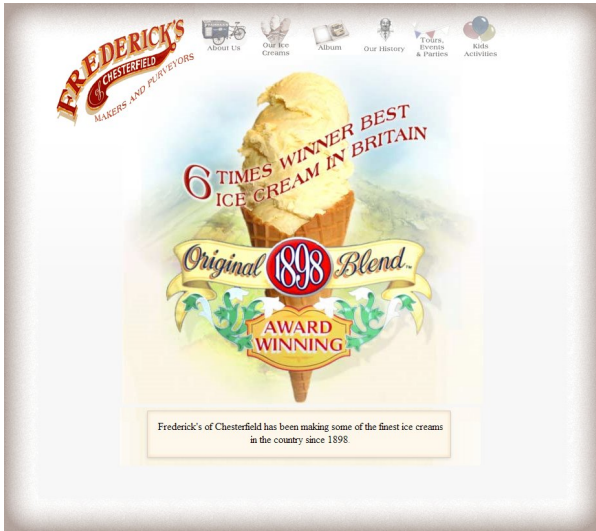 FREDERICK'S
OF CHESTERFIELD
MAKERS AND PURVEYORS
About Us
Our Ice
Creams
Album
Our History
Tours,
Events
& Parties
Kids
Activities
6 TIMES WINNER BEST
ICE CREAM IN BRITAIN
Original 1898 Blend™
AWARD
WINNING
Frederick's of Chesterfield has been making some of the finest ice creams
in the country since 1898.